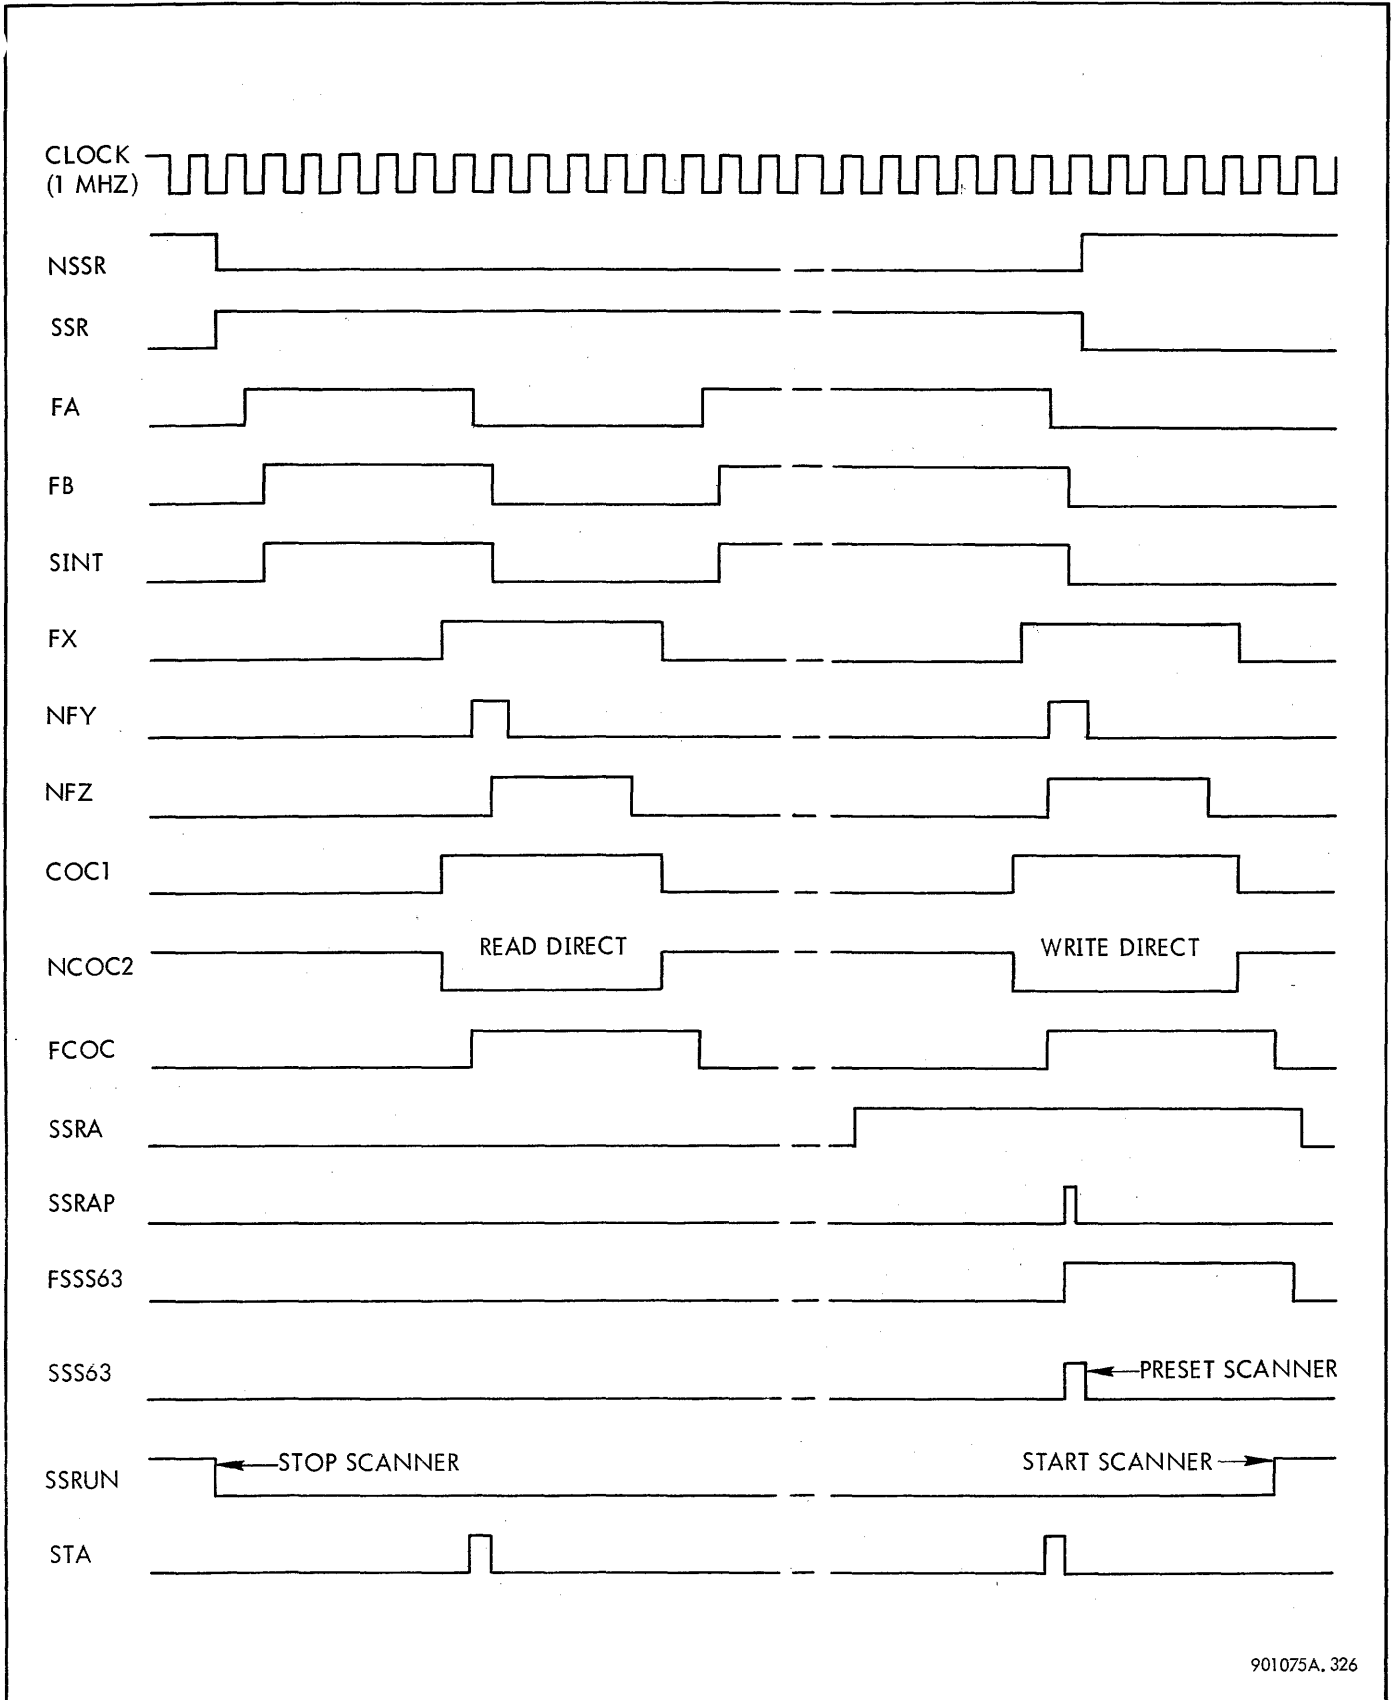 CLOCK
(1 MHZ)
NSSR
SSR
FA
FB
SINT
FX
NFY
NFZ
COC1
NCOC2
READ DIRECT
WRITE DIRECT
FCOC
SSRA
SSRAP
FSSS63
SSS63
PRESET SCANNER
SSRUN
STOP SCANNER
START SCANNER
STA
901075A. 326